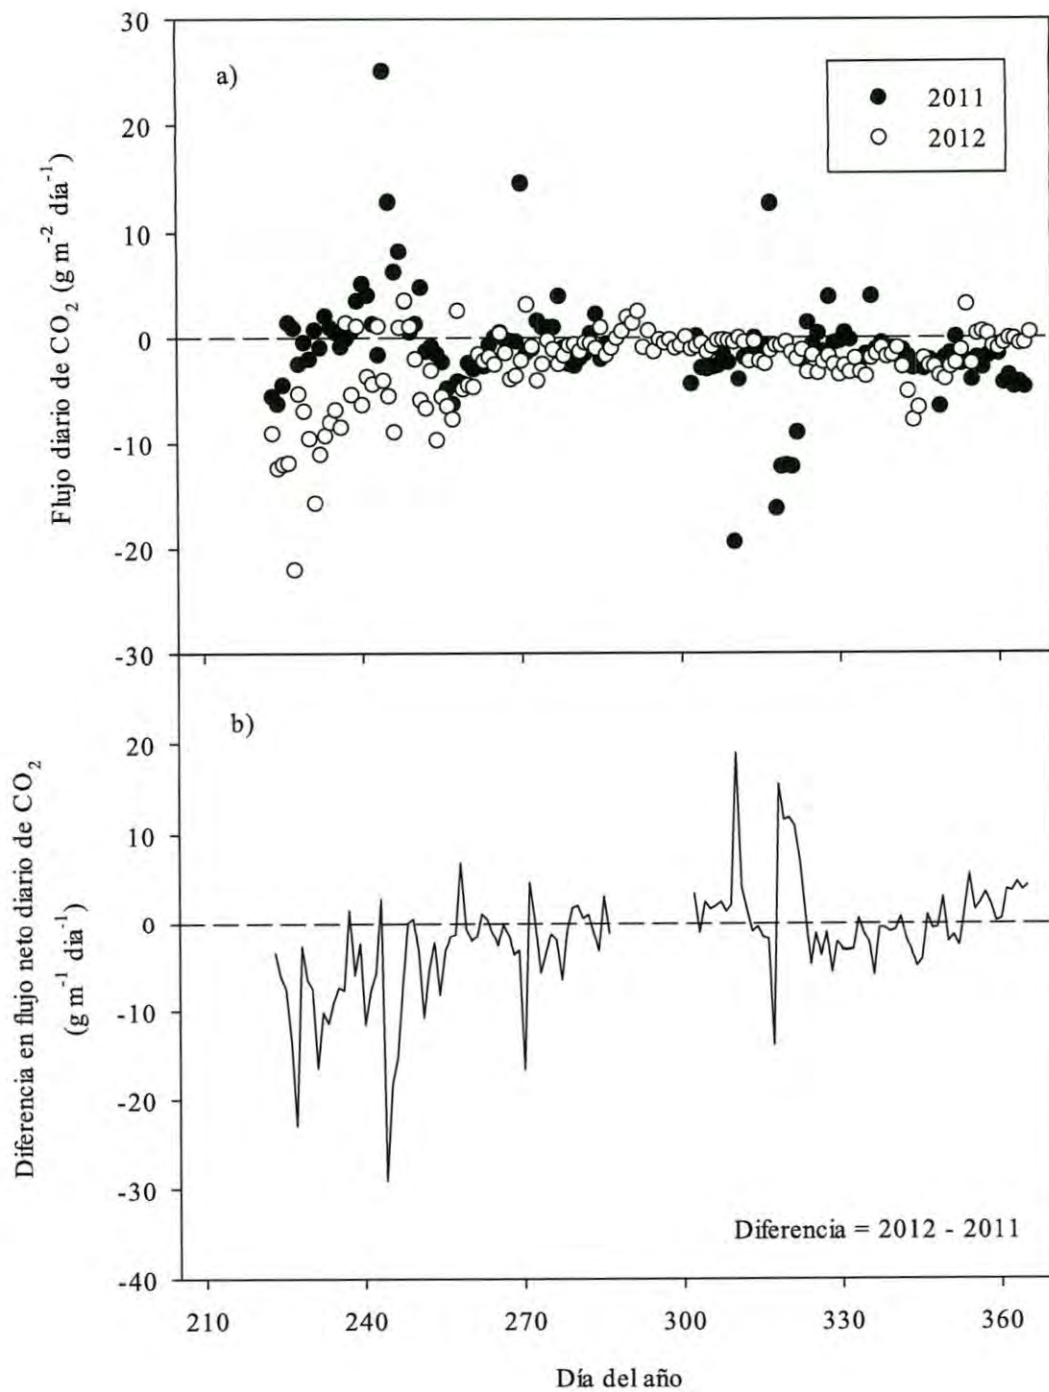 30
20
10
0
-10
-20
-30
a)
2011
2012
Flujo diario de CO₂ (g m⁻² día⁻¹)
20
10
0
-10
-20
-30
-40
b)
Diferencia en flujo neto diario de CO₂
(g m⁻¹ dia⁻¹)
Diferencia = 2012 - 2011
210 240 270 300 330 360
Día del año